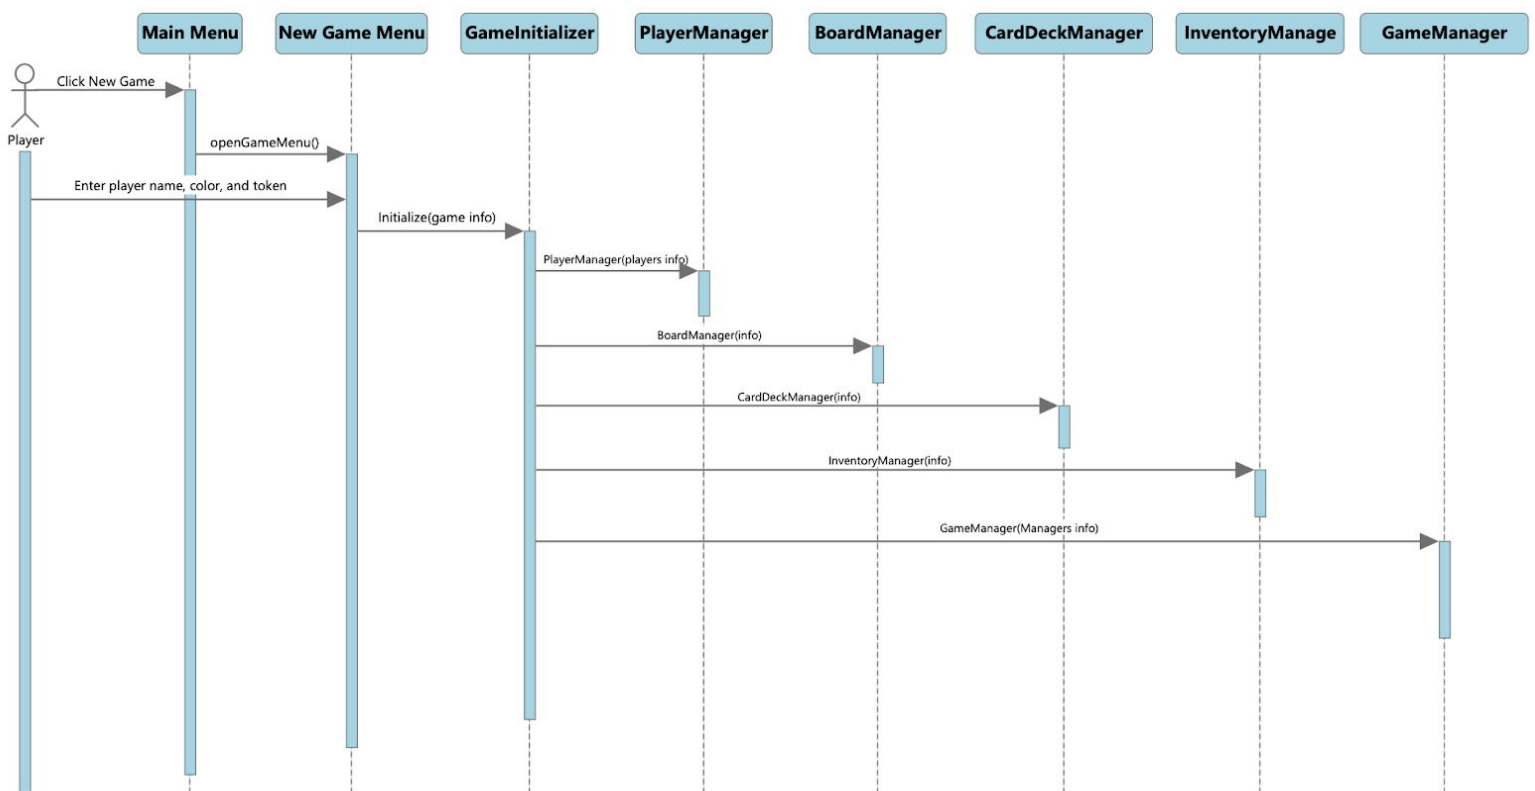 Main Menu
New Game Menu
GameInitializer
PlayerManager
BoardManager
CardDeckManager
InventoryManage
GameManager
Click New Game
Player
openGameMenu()
Enter player name, color, and token
Initialize(game info)
PlayerManager(players info)
BoardManager(info)
CardDeckManager(info)
InventoryManager(info)
GameManager(Managers info)